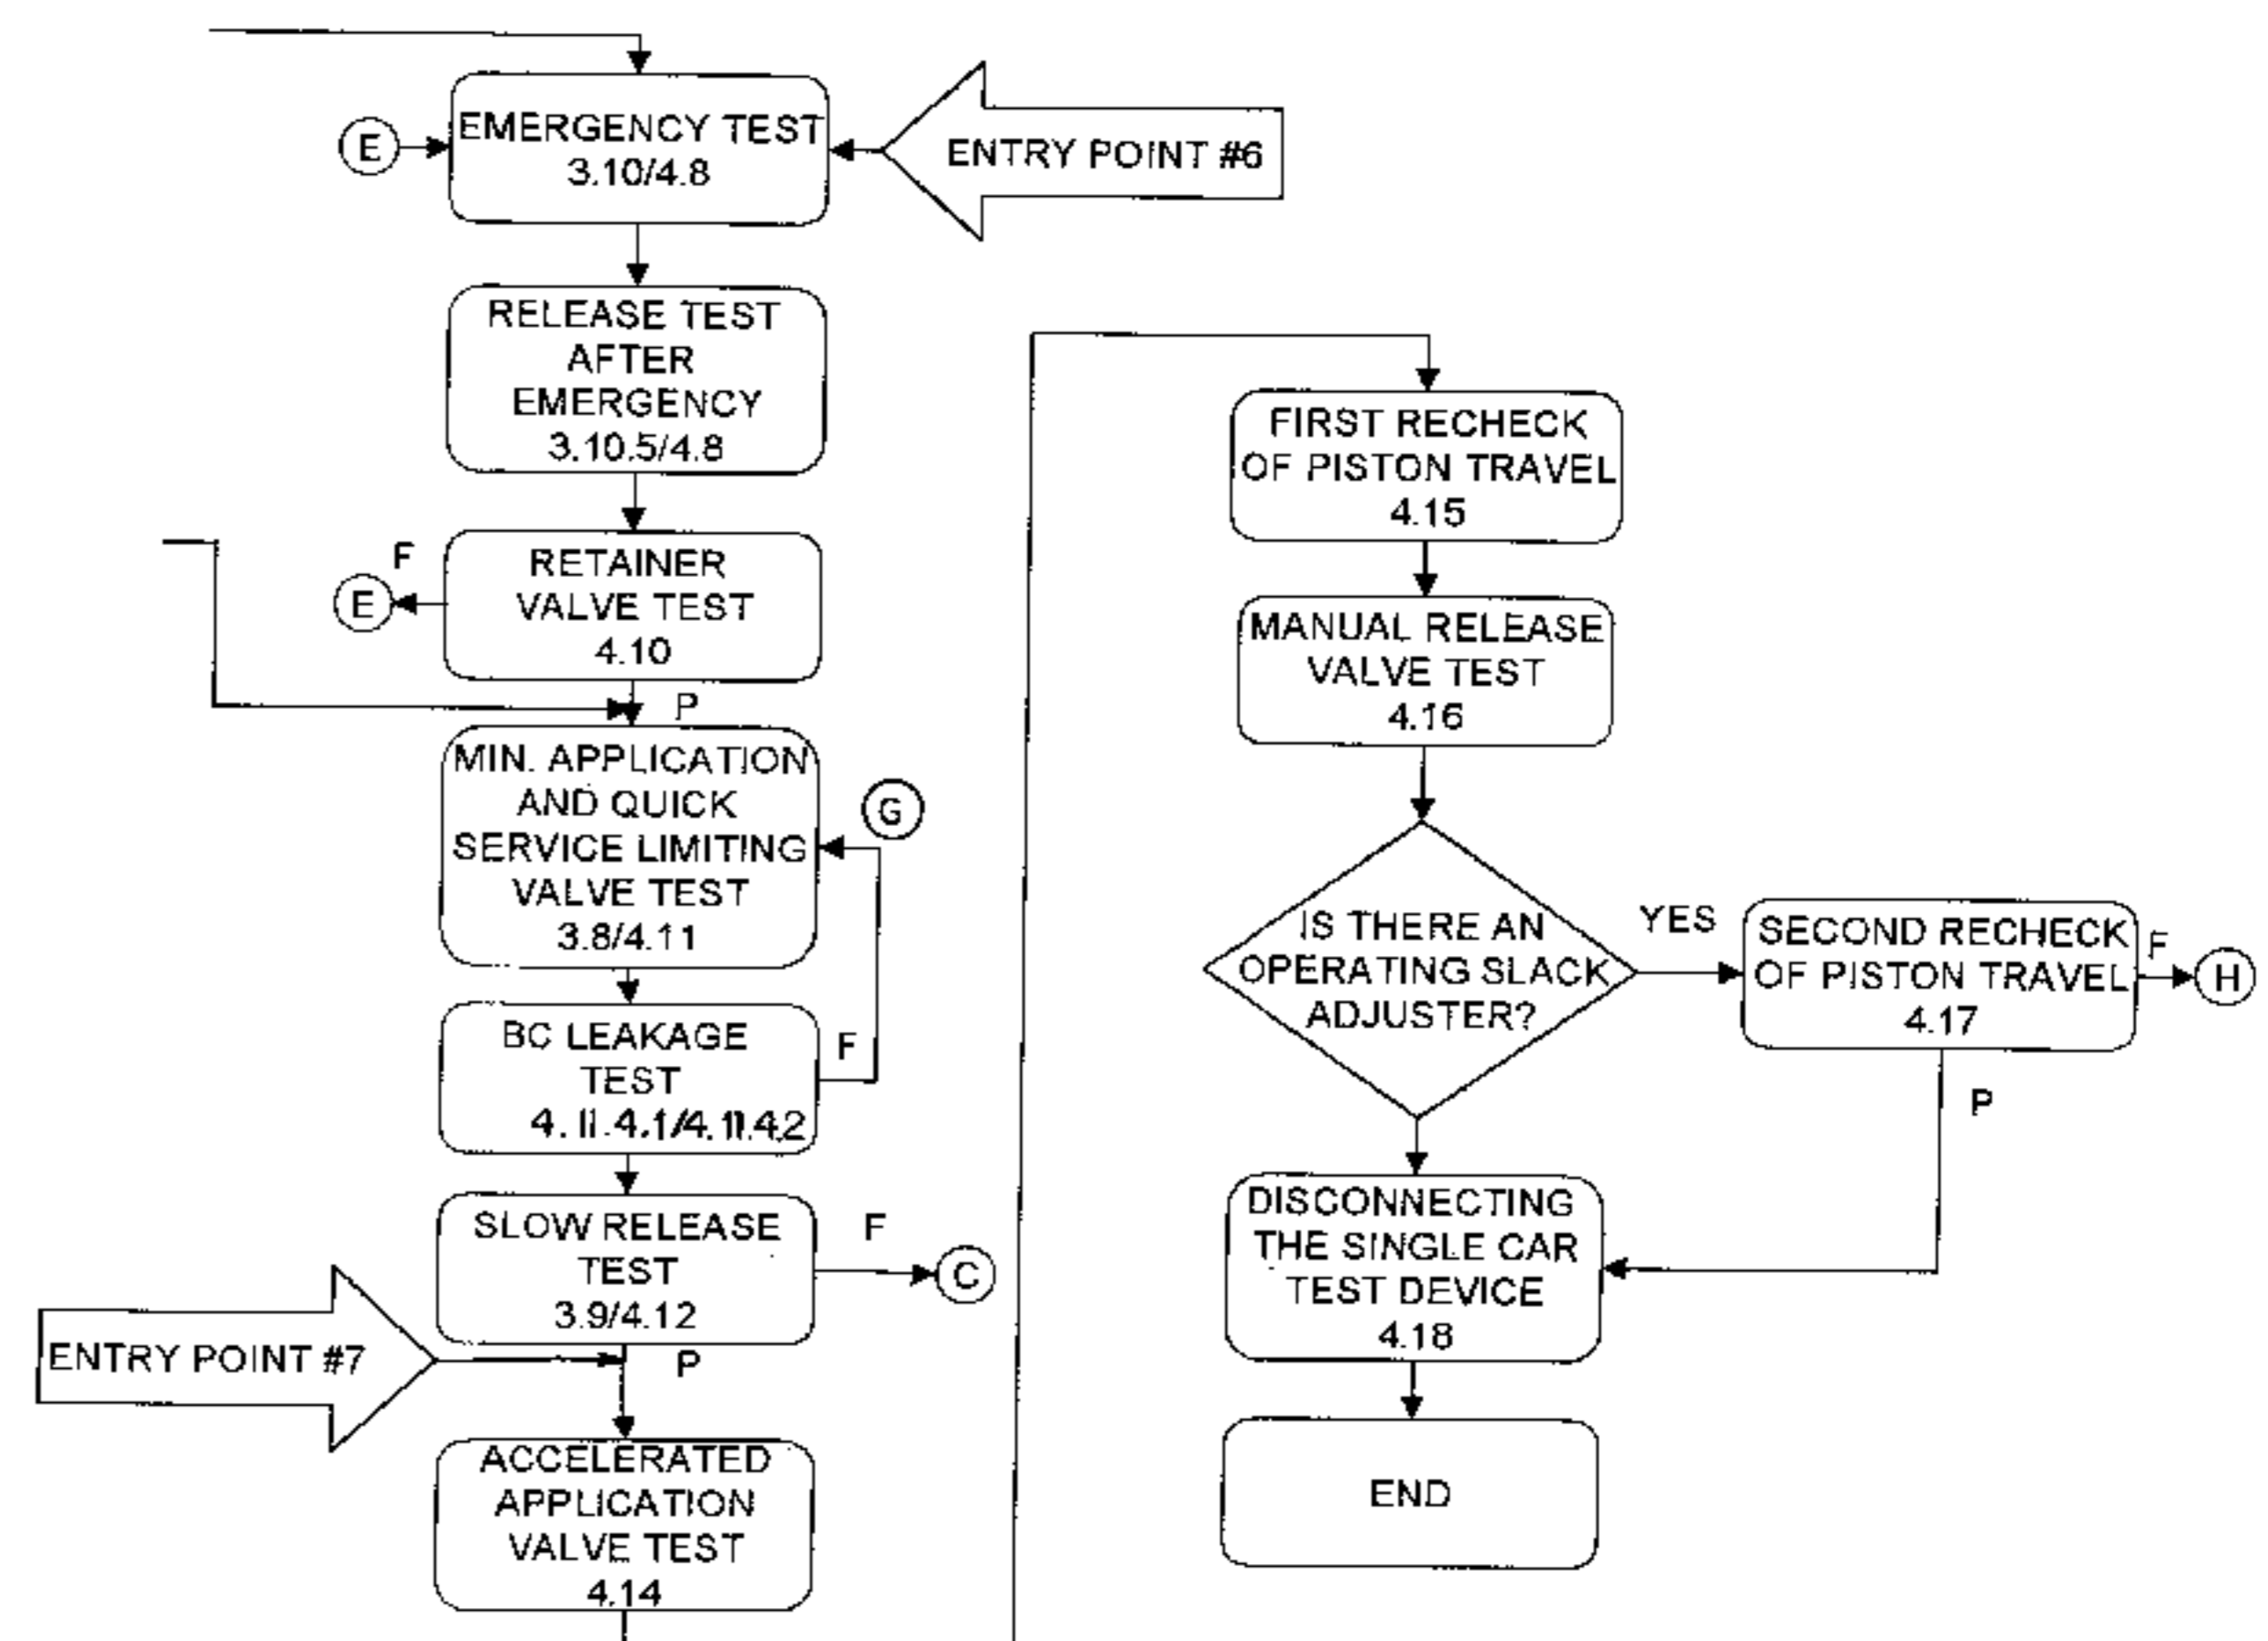 E
EMERGENCY TEST
3.10/4.8
ENTRY POINT #6
RELEASE TEST
AFTER
EMERGENCY
3.10.5/4.8
F
E
RETAINER
VALVE TEST
4.10
P
MIN. APPLICATION
AND QUICK
SERVICE LIMITING
VALVE TEST
3.8/4.11
G
BC LEAKAGE
TEST
4.11.4.1/4.11.4.2
F
SLOW RELEASE
TEST
3.9/4.12
F
C
P
ENTRY POINT #7
ACCELERATED
APPLICATION
VALVE TEST
4.14
FIRST RECHECK
OF PISTON TRAVEL
4.15
MANUAL RELEASE
VALVE TEST
4.16
IS THERE AN
OPERATING SLACK
ADJUSTER?
YES
SECOND RECHECK
OF PISTON TRAVEL
4.17
F
H
P
DISCONNECTING
THE SINGLE CAR
TEST DEVICE
4.18
END